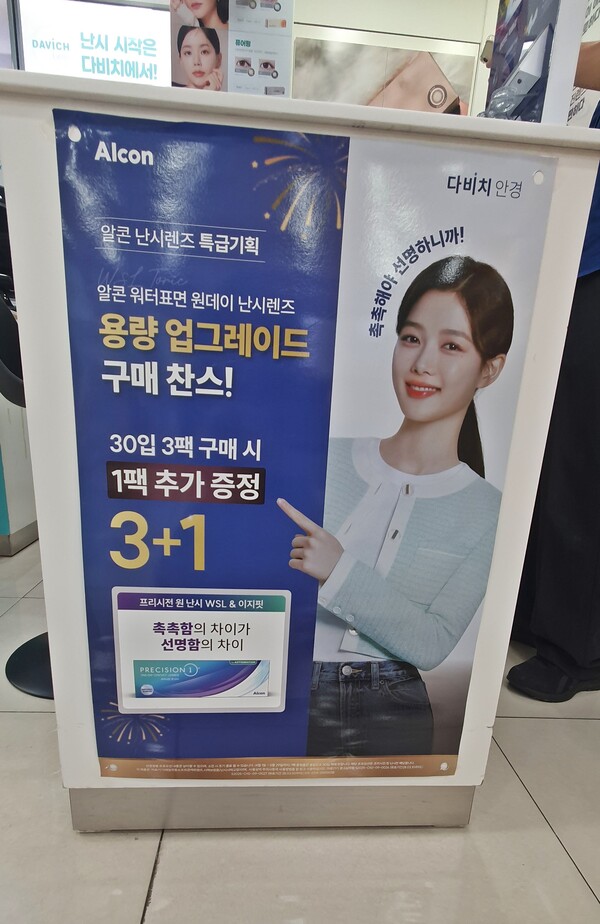 DAVICH
난시 시작은
다비치에서!
퓨어링
Alcon
다비치안경
알콘 난시렌즈 특급기획
촉촉해야 선명하니까!
알콘 워터표면 원데이 난시렌즈
용량 업그레이드
구매 찬스!
30입 3팩 구매 시
1팩 추가 증정
3+1
프리시전 원 난시 WSL & 이지핏
촉촉함의 차이가
선명함의 차이
PRECISION 1
Alcon